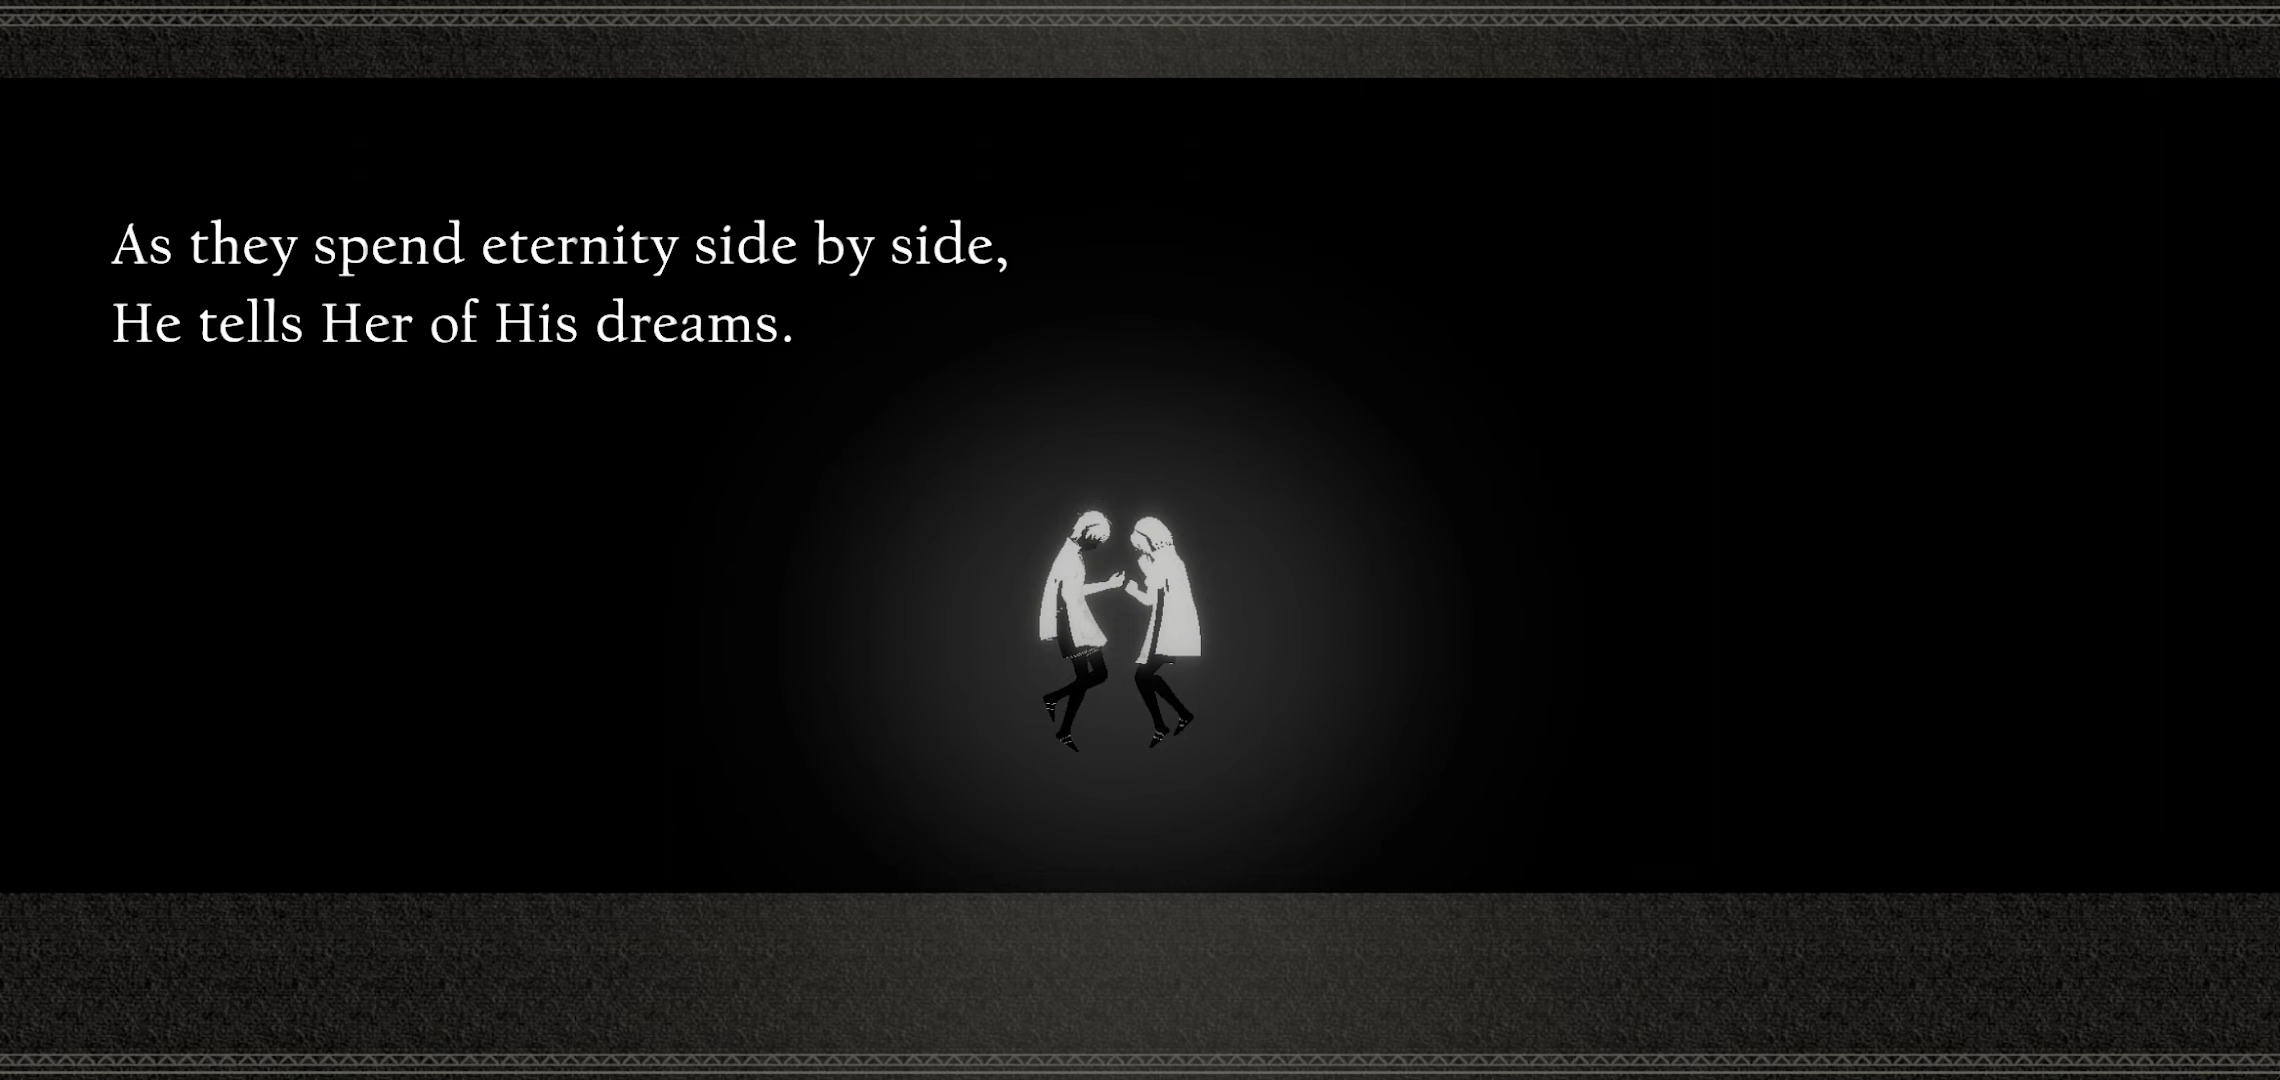 As they spend eternity side by side,
He tells Her of His dreams.